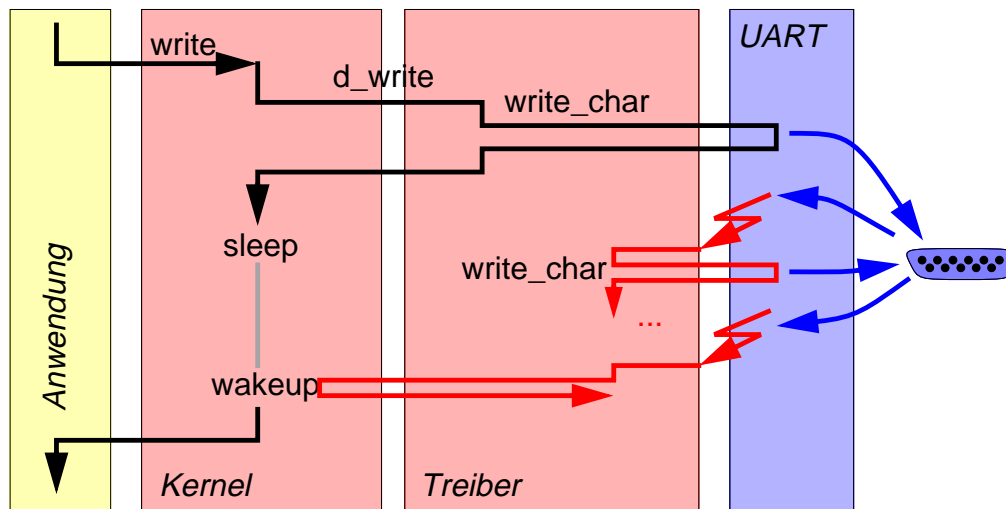 UART
write
d_write
write_char
sleep
write_char
...
wakeup
Anwendung
Kernel
Treiber